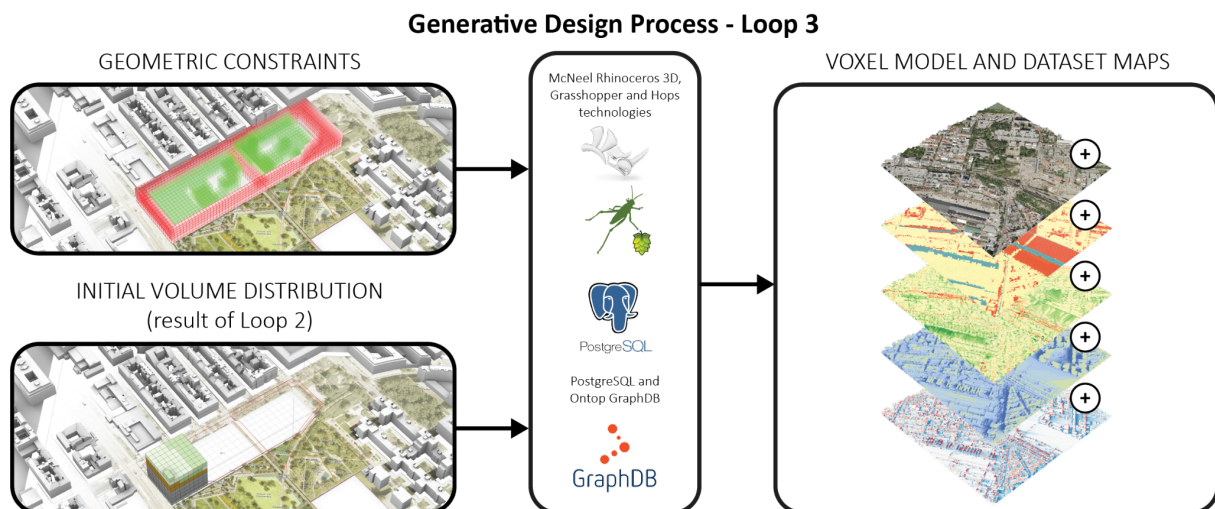 Generative Design Process - Loop 3
GEOMETRIC CONSTRAINTS
INITIAL VOLUME DISTRIBUTION
(result of Loop 2)
McNeel Rhinoceros 3D,
Grasshopper and Hops
technologies
PostgreSQL
PostgreSQL and
Ontop GraphDB
GraphDB
VOXEL MODEL AND DATASET MAPS
+
+
+
+
+